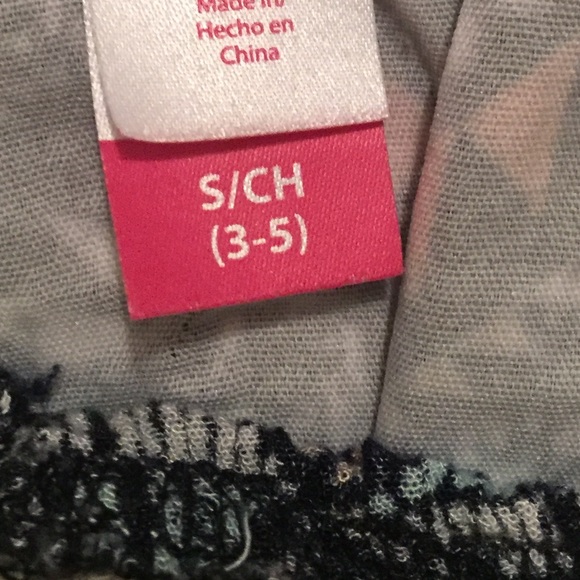 Made in/
Hecho en
China
S/CH
(3-5)